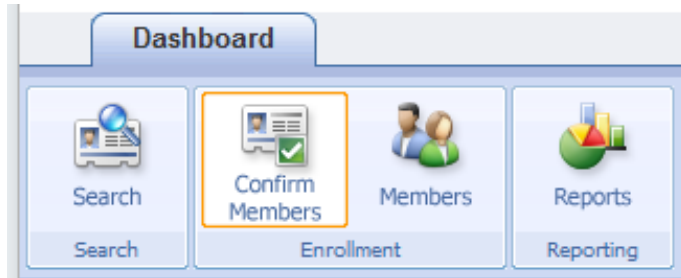 Dashboard
Search
Confirm
Members
Members
Reports
Search
Enrollment
Reporting